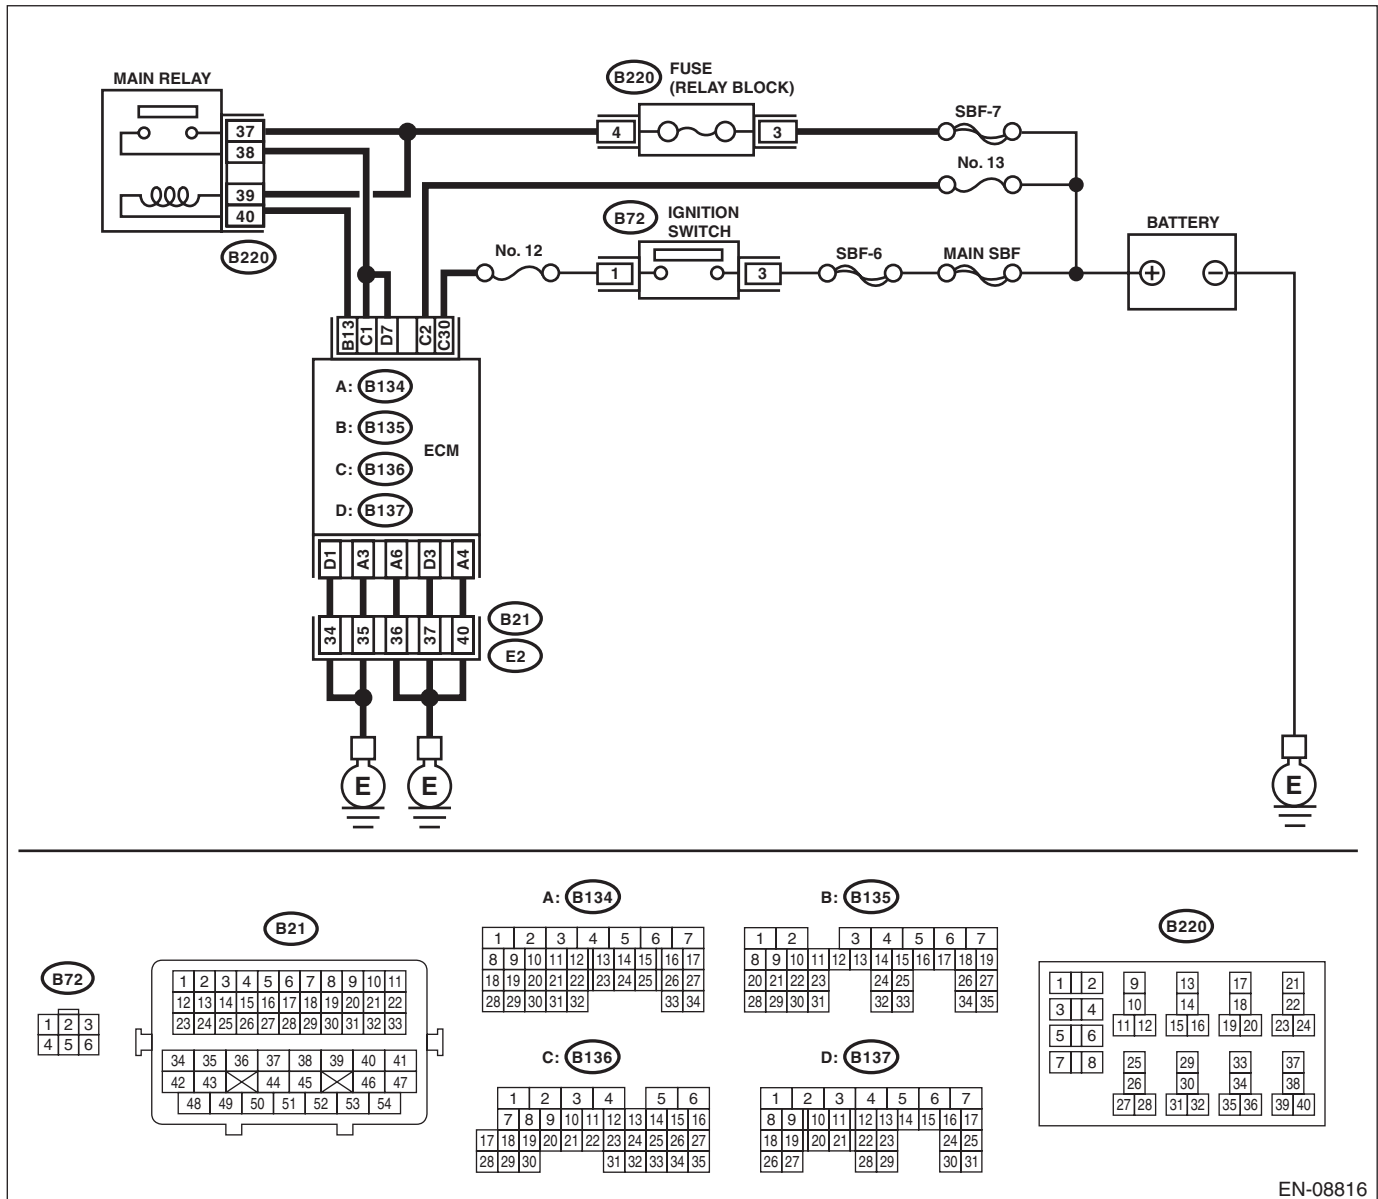 MAIN RELAY
B220 FUSE
(RELAY BLOCK)
37
38
39
40
B220
4
3
SBF-7
No. 13
B72 IGNITION
SWITCH
No. 12
1
3
SBF-6
MAIN SBF
BATTERY
+
−
B13 C1 D7 C2 C30
A: B134
B: B135
C: B136
D: B137
ECM
D1 A3 A6 D3 A4
34 35 36 37 40
B21
E2
E E
E
B72
1 2 3
4 5 6
B21
1 2 3 4 5 6 7 8 9 10 11
12 13 14 15 16 17 18 19 20 21 22
23 24 25 26 27 28 29 30 31 32 33
34 35 36 37 38 39 40 41
42 43 44 45 46 47
48 49 50 51 52 53 54
A: B134
1 2 3 4 5 6 7
8 9 10 11 12 13 14 15 16 17
18 19 20 21 22 23 24 25 26 27
28 29 30 31 32 33 34
B: B135
1 2 3 4 5 6 7
8 9 10 11 12 13 14 15 16 17 18 19
20 21 22 23 24 25 26 27
28 29 30 31 32 33 34 35
C: B136
1 2 3 4 5 6
7 8 9 10 11 12 13 14 15 16
17 18 19 20 21 22 23 24 25 26 27
28 29 30 31 32 33 34 35
D: B137
1 2 3 4 5 6 7
8 9 10 11 12 13 14 15 16 17
18 19 20 21 22 23 24 25
26 27 28 29 30 31
B220
1 2
3 4
5 6
7 8
9 13 17 21
10 14 18 22
11 12 15 16 19 20 23 24
25 29 33 37
26 30 34 38
27 28 31 32 35 36 39 40
EN-08816